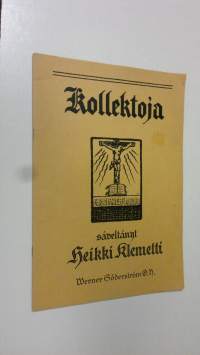 Kollektoja
säveltänyt
Heikki Klemetti
Werner Söderström O.Y.